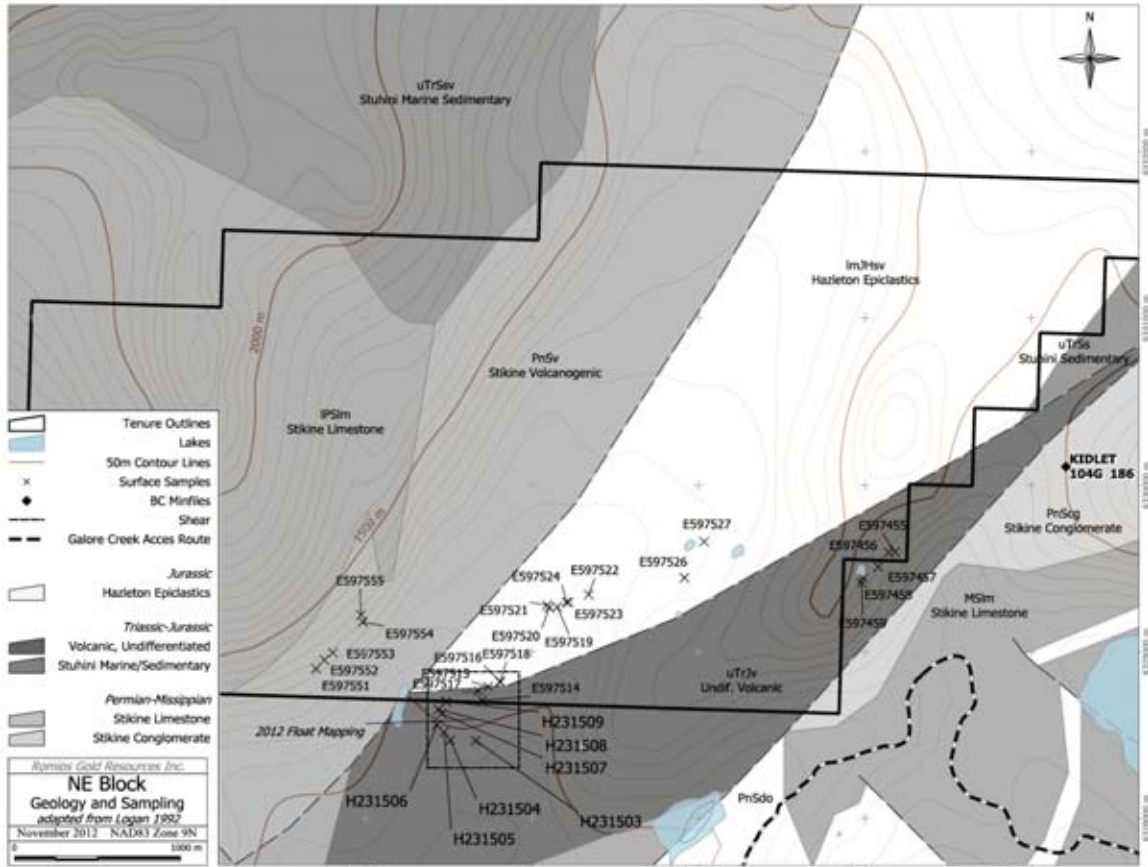 uTrSsv
Stuhini Marine Sedimentary
N
lmJHsv
Hazleton Epiclastics
2000 m
PnSv
Stikine Volcanogenic
uTrSs
Stuhini Sedimentary
lPSlm
Stikine Limestone
1500 m
KIDLET
104G 186
PnScg
Stikine Conglomerate
E597527
E597455
E597456
E597526
E597457
E597458
E597459
MSlm
Stikine Limestone
E597555
E597524
E597522
E597521
E597523
E597554
E597520
E597519
E597553
E597516
E597518
E597552
E597515
E597551
E597517
E597514
uTrJv
Undif. Volcanic
2012 Float Mapping
H231509
H231508
H231507
H231506
H231504
H231503
H231505
PnSdo
Tenure Outlines
Lakes
50m Contour Lines
Surface Samples
BC Minfiles
Shear
Galore Creek Acces Route
Jurassic
Hazleton Epiclastics
Triassic-Jurassic
Volcanic, Undifferentiated
Stuhini Marine/Sedimentary
Permian-Missippian
Stikine Limestone
Stikine Conglomerate
Romios Gold Resources Inc.
NE Block
Geology and Sampling
adapted from Logan 1992
November 2012 NAD83 Zone 9N
0 1000 m